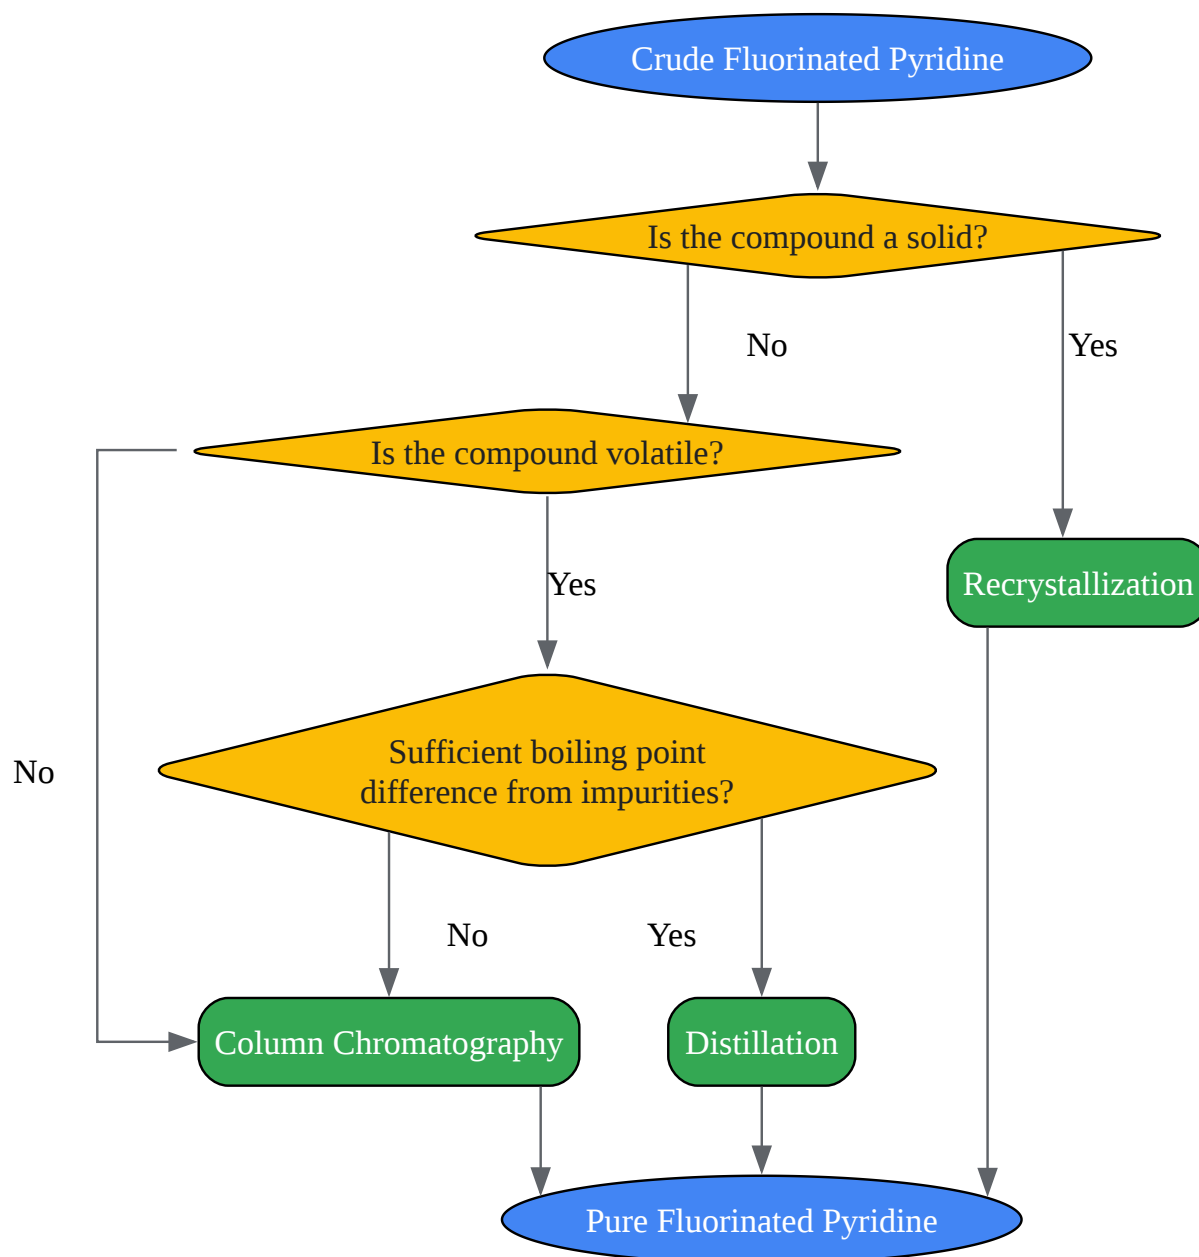 Crude Fluorinated Pyridine
Is the compound a solid?
No
Yes
Is the compound volatile?
Yes
Recrystallization
Sufficient boiling point
difference from impurities?
No
No
Yes
Column Chromatography
Distillation
Pure Fluorinated Pyridine